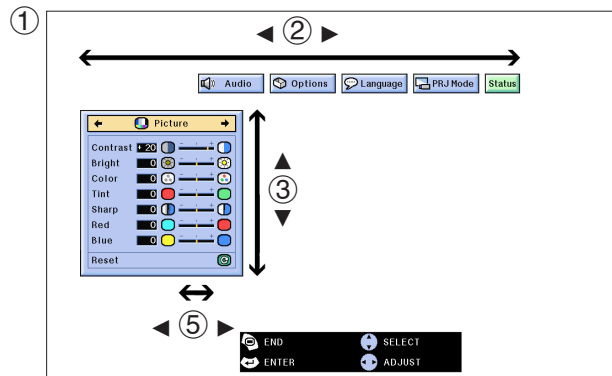 ① ◄ ② ►
Audio Options Language PRJ Mode Status
Picture
Contrast + 20 - +
Bright 0 - +
Color 0 - +
Tint 0 - +
Sharp 0 - +
Red 0 - +
Blue 0 - +
Reset
▲
③
▼
◄ ⑤ ►
END SELECT
ENTER ADJUST